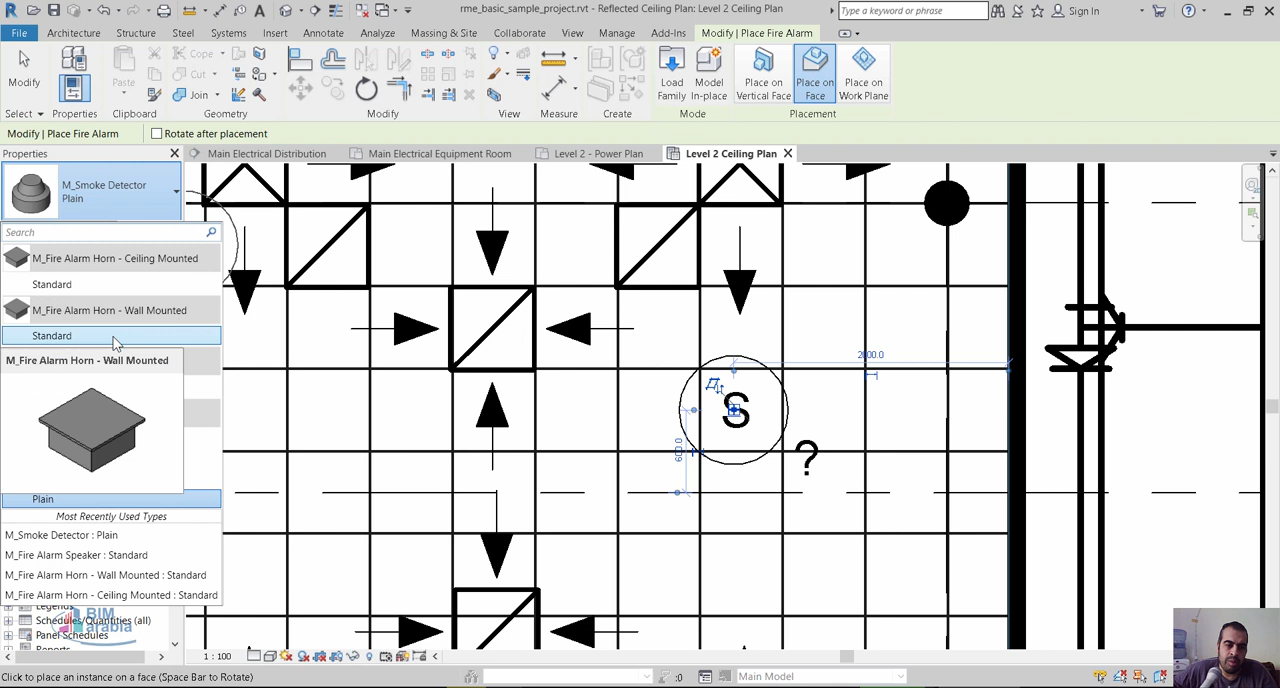 rme_basic_sample_project.rvt - Reflected Ceiling Plan: Level 2 Ceiling Plan
Type a keyword or phrase
Sign In
File Architecture Structure Steel Systems Insert Annotate Analyze Massing & Site Collaborate View Manage Add-Ins Modify | Place Fire Alarm
Modify
Paste
Cope
Cut
Join
Load Family
Model In-place
Place on Vertical Face
Place on Face
Place on Work Plane
Select Properties Clipboard Geometry Modify View Measure Create Mode Placement
Modify | Place Fire Alarm Rotate after placement
Properties
Main Electrical Distribution Main Electrical Equipment Room Level 2 - Power Plan Level 2 Ceiling Plan
M_Smoke Detector
Plain
Search
M_Fire Alarm Horn - Ceiling Mounted
Standard
M_Fire Alarm Horn - Wall Mounted
Standard
M_Fire Alarm Horn - Wall Mounted
Plain
Most Recently Used Types
M_Smoke Detector : Plain
M_Fire Alarm Speaker : Standard
M_Fire Alarm Horn - Wall Mounted : Standard
M_Fire Alarm Horn - Ceiling Mounted : Standard
Legends
Schedules/Quantities (all)
Panel Schedules
Reports
BIM
arabia
S
?
600.0
1 : 100
Click to place an instance on a face (Space Bar to Rotate)
:0
Main Model